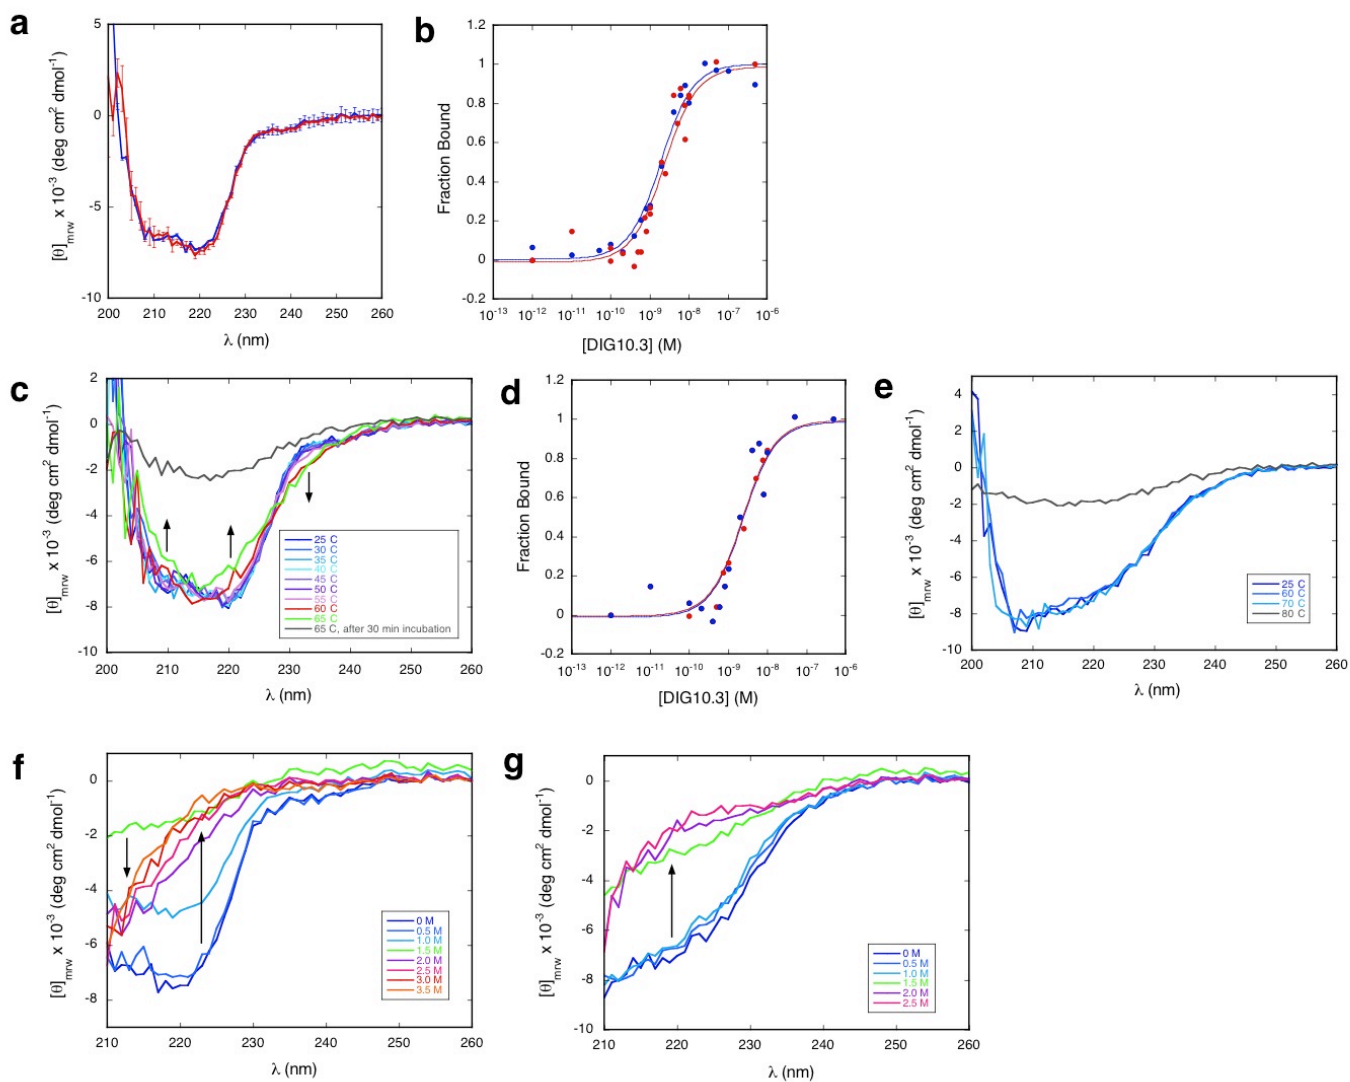 a
5
0
-5
-10
200 210 220 230 240 250 260
λ (nm)
[θ]mrw x 10⁻³ (deg cm² dmol⁻¹)
b
1.2
1
0.8
0.6
0.4
0.2
0
-0.2
10⁻¹³ 10⁻¹² 10⁻¹¹ 10⁻¹⁰ 10⁻⁹ 10⁻⁸ 10⁻⁷ 10⁻⁶
[DIG10.3] (M)
Fraction Bound
c
2
0
-2
-4
-6
-8
-10
200 210 220 230 240 250 260
λ (nm)
[θ]mrw x 10⁻³ (deg cm² dmol⁻¹)
25 C
30 C
35 C
40 C
45 C
50 C
55 C
60 C
65 C
65 C, after 30 min incubation
d
1.2
1
0.8
0.6
0.4
0.2
0
-0.2
10⁻¹³ 10⁻¹² 10⁻¹¹ 10⁻¹⁰ 10⁻⁹ 10⁻⁸ 10⁻⁷ 10⁻⁶
[DIG10.3] (M)
Fraction Bound
e
4
2
0
-2
-4
-6
-8
-10
200 210 220 230 240 250 260
λ (nm)
[θ]mrw x 10⁻³ (deg cm² dmol⁻¹)
25 C
60 C
70 C
80 C
f
0
-2
-4
-6
-8
210 220 230 240 250 260
λ (nm)
[θ]mrw x 10⁻³ (deg cm² dmol⁻¹)
0 M
0.5 M
1.0 M
1.5 M
2.0 M
2.5 M
3.0 M
3.5 M
g
0
-2
-4
-6
-8
-10
210 220 230 240 250 260
λ (nm)
[θ]mrw x 10⁻³ (deg cm² dmol⁻¹)
0 M
0.5 M
1.0 M
1.5 M
2.0 M
2.5 M